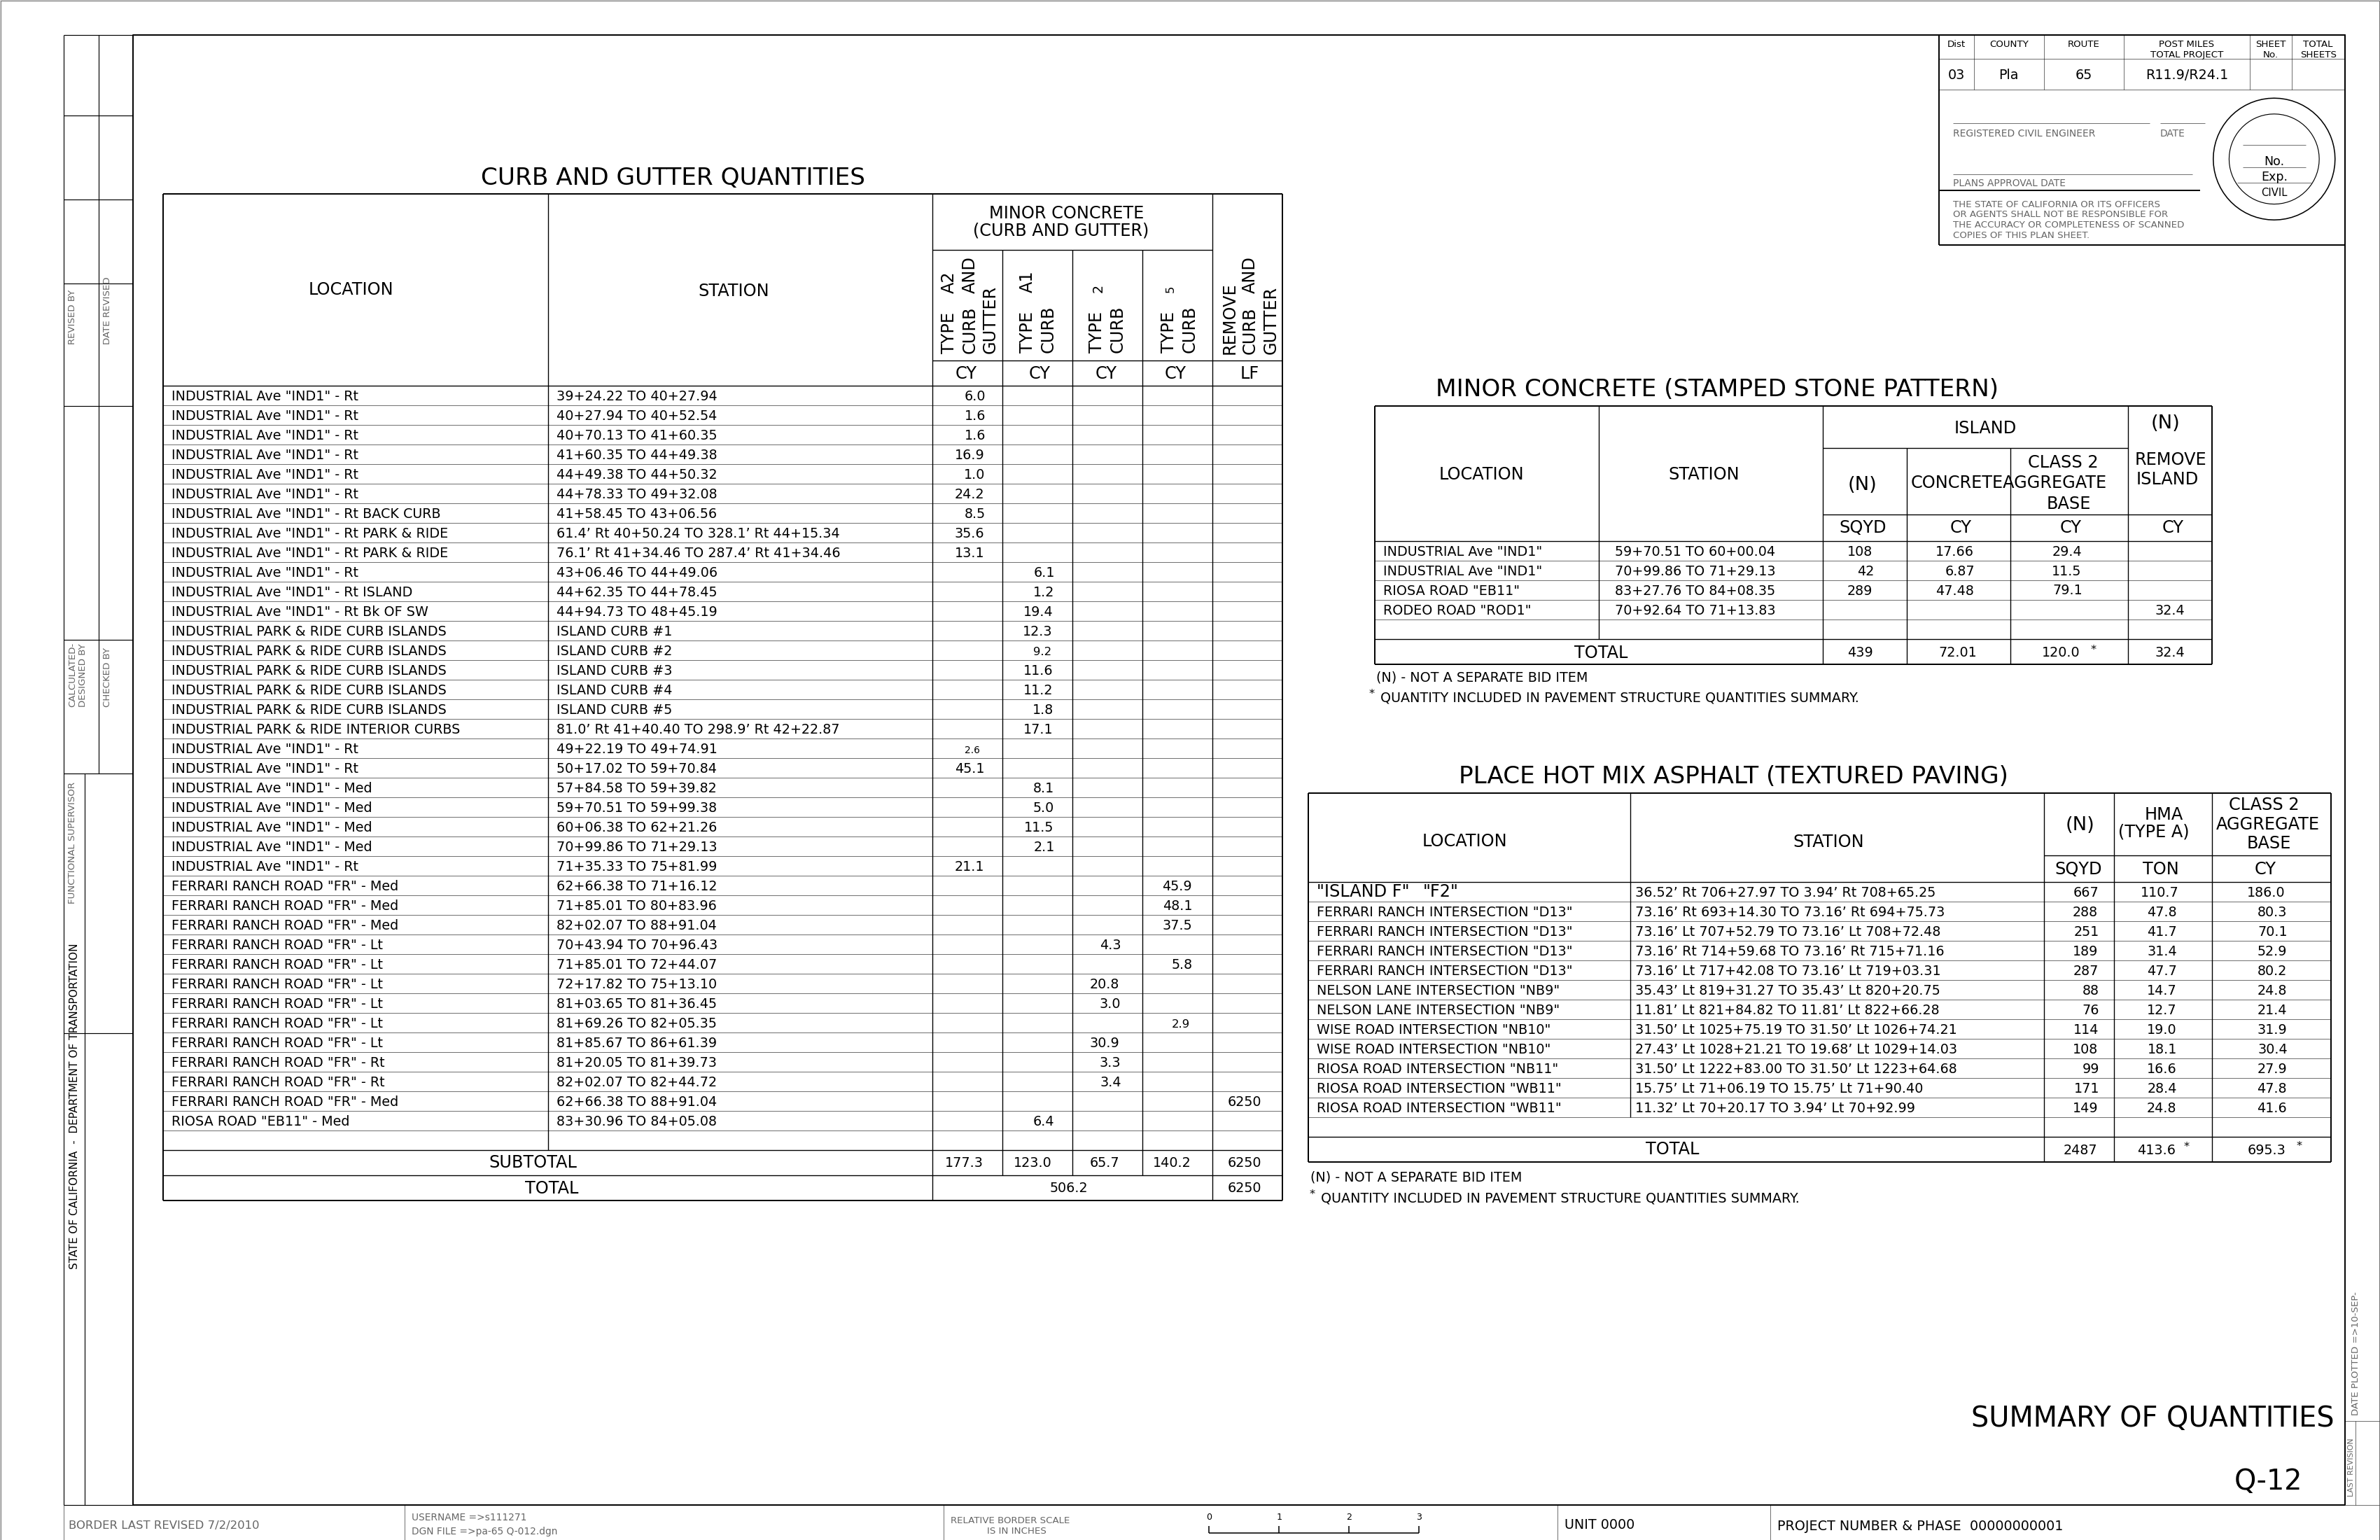 Dist COUNTY ROUTE POST MILES TOTAL PROJECT SHEET No. TOTAL SHEETS
03 Pla 65 R11.9/R24.1
REGISTERED CIVIL ENGINEER DATE
PLANS APPROVAL DATE
No.
Exp.
CIVIL
THE STATE OF CALIFORNIA OR ITS OFFICERS
OR AGENTS SHALL NOT BE RESPONSIBLE FOR
THE ACCURACY OR COMPLETENESS OF SCANNED
COPIES OF THIS PLAN SHEET.
REVISED BY
DATE REVISED
CALCULATED-
DESIGNED BY
CHECKED BY
FUNCTIONAL SUPERVISOR
STATE OF CALIFORNIA - DEPARTMENT OF TRANSPORTATION
CURB AND GUTTER QUANTITIES
LOCATION STATION
MINOR CONCRETE
(CURB AND GUTTER)
TYPE A2
CURB AND
GUTTER
TYPE A1
CURB
TYPE 2
CURB
TYPE 5
CURB
REMOVE
CURB AND
GUTTER
CY CY CY CY LF
INDUSTRIAL Ave "IND1" - Rt 39+24.22 TO 40+27.94 6.0
INDUSTRIAL Ave "IND1" - Rt 40+27.94 TO 40+52.54 1.6
INDUSTRIAL Ave "IND1" - Rt 40+70.13 TO 41+60.35 1.6
INDUSTRIAL Ave "IND1" - Rt 41+60.35 TO 44+49.38 16.9
INDUSTRIAL Ave "IND1" - Rt 44+49.38 TO 44+50.32 1.0
INDUSTRIAL Ave "IND1" - Rt 44+78.33 TO 49+32.08 24.2
INDUSTRIAL Ave "IND1" - Rt BACK CURB 41+58.45 TO 43+06.56 8.5
INDUSTRIAL Ave "IND1" - Rt PARK & RIDE 61.4’ Rt 40+50.24 TO 328.1’ Rt 44+15.34 35.6
INDUSTRIAL Ave "IND1" - Rt PARK & RIDE 76.1’ Rt 41+34.46 TO 287.4’ Rt 41+34.46 13.1
INDUSTRIAL Ave "IND1" - Rt 43+06.46 TO 44+49.06 6.1
INDUSTRIAL Ave "IND1" - Rt ISLAND 44+62.35 TO 44+78.45 1.2
INDUSTRIAL Ave "IND1" - Rt Bk OF SW 44+94.73 TO 48+45.19 19.4
INDUSTRIAL PARK & RIDE CURB ISLANDS ISLAND CURB #1 12.3
INDUSTRIAL PARK & RIDE CURB ISLANDS ISLAND CURB #2 9.2
INDUSTRIAL PARK & RIDE CURB ISLANDS ISLAND CURB #3 11.6
INDUSTRIAL PARK & RIDE CURB ISLANDS ISLAND CURB #4 11.2
INDUSTRIAL PARK & RIDE CURB ISLANDS ISLAND CURB #5 1.8
INDUSTRIAL PARK & RIDE INTERIOR CURBS 81.0’ Rt 41+40.40 TO 298.9’ Rt 42+22.87 17.1
INDUSTRIAL Ave "IND1" - Rt 49+22.19 TO 49+74.91 2.6
INDUSTRIAL Ave "IND1" - Rt 50+17.02 TO 59+70.84 45.1
INDUSTRIAL Ave "IND1" - Med 57+84.58 TO 59+39.82 8.1
INDUSTRIAL Ave "IND1" - Med 59+70.51 TO 59+99.38 5.0
INDUSTRIAL Ave "IND1" - Med 60+06.38 TO 62+21.26 11.5
INDUSTRIAL Ave "IND1" - Med 70+99.86 TO 71+29.13 2.1
INDUSTRIAL Ave "IND1" - Rt 71+35.33 TO 75+81.99 21.1
FERRARI RANCH ROAD "FR" - Med 62+66.38 TO 71+16.12 45.9
FERRARI RANCH ROAD "FR" - Med 71+85.01 TO 80+83.96 48.1
FERRARI RANCH ROAD "FR" - Med 82+02.07 TO 88+91.04 37.5
FERRARI RANCH ROAD "FR" - Lt 70+43.94 TO 70+96.43 4.3
FERRARI RANCH ROAD "FR" - Lt 71+85.01 TO 72+44.07 5.8
FERRARI RANCH ROAD "FR" - Lt 72+17.82 TO 75+13.10 20.8
FERRARI RANCH ROAD "FR" - Lt 81+03.65 TO 81+36.45 3.0
FERRARI RANCH ROAD "FR" - Lt 81+69.26 TO 82+05.35 2.9
FERRARI RANCH ROAD "FR" - Lt 81+85.67 TO 86+61.39 30.9
FERRARI RANCH ROAD "FR" - Rt 81+20.05 TO 81+39.73 3.3
FERRARI RANCH ROAD "FR" - Rt 82+02.07 TO 82+44.72 3.4
FERRARI RANCH ROAD "FR" - Med 62+66.38 TO 88+91.04 6250
RIOSA ROAD "EB11" - Med 83+30.96 TO 84+05.08 6.4
SUBTOTAL 177.3 123.0 65.7 140.2 6250
TOTAL 506.2 6250
MINOR CONCRETE (STAMPED STONE PATTERN)
LOCATION STATION
ISLAND
(N) CONCRETE CLASS 2 AGGREGATE BASE
(N) REMOVE ISLAND
SQYD CY CY CY
INDUSTRIAL Ave "IND1" 59+70.51 TO 60+00.04 108 17.66 29.4
INDUSTRIAL Ave "IND1" 70+99.86 TO 71+29.13 42 6.87 11.5
RIOSA ROAD "EB11" 83+27.76 TO 84+08.35 289 47.48 79.1
RODEO ROAD "ROD1" 70+92.64 TO 71+13.83 32.4
TOTAL 439 72.01 120.0 * 32.4
(N) - NOT A SEPARATE BID ITEM
* QUANTITY INCLUDED IN PAVEMENT STRUCTURE QUANTITIES SUMMARY.
PLACE HOT MIX ASPHALT (TEXTURED PAVING)
LOCATION STATION (N) HMA (TYPE A) CLASS 2 AGGREGATE BASE
SQYD TON CY
"ISLAND F" "F2" 36.52’ Rt 706+27.97 TO 3.94’ Rt 708+65.25 667 110.7 186.0
FERRARI RANCH INTERSECTION "D13" 73.16’ Rt 693+14.30 TO 73.16’ Rt 694+75.73 288 47.8 80.3
FERRARI RANCH INTERSECTION "D13" 73.16’ Lt 707+52.79 TO 73.16’ Lt 708+72.48 251 41.7 70.1
FERRARI RANCH INTERSECTION "D13" 73.16’ Rt 714+59.68 TO 73.16’ Rt 715+71.16 189 31.4 52.9
FERRARI RANCH INTERSECTION "D13" 73.16’ Lt 717+42.08 TO 73.16’ Lt 719+03.31 287 47.7 80.2
NELSON LANE INTERSECTION "NB9" 35.43’ Lt 819+31.27 TO 35.43’ Lt 820+20.75 88 14.7 24.8
NELSON LANE INTERSECTION "NB9" 11.81’ Lt 821+84.82 TO 11.81’ Lt 822+66.28 76 12.7 21.4
WISE ROAD INTERSECTION "NB10" 31.50’ Lt 1025+75.19 TO 31.50’ Lt 1026+74.21 114 19.0 31.9
WISE ROAD INTERSECTION "NB10" 27.43’ Lt 1028+21.21 TO 19.68’ Lt 1029+14.03 108 18.1 30.4
RIOSA ROAD INTERSECTION "NB11" 31.50’ Lt 1222+83.00 TO 31.50’ Lt 1223+64.68 99 16.6 27.9
RIOSA ROAD INTERSECTION "WB11" 15.75’ Lt 71+06.19 TO 15.75’ Lt 71+90.40 171 28.4 47.8
RIOSA ROAD INTERSECTION "WB11" 11.32’ Lt 70+20.17 TO 3.94’ Lt 70+92.99 149 24.8 41.6
TOTAL 2487 413.6 * 695.3 *
(N) - NOT A SEPARATE BID ITEM
* QUANTITY INCLUDED IN PAVEMENT STRUCTURE QUANTITIES SUMMARY.
SUMMARY OF QUANTITIES
Q-12
DATE PLOTTED =>10-SEP-
LAST REVISION
BORDER LAST REVISED 7/2/2010
USERNAME =>s111271
DGN FILE =>pa-65 Q-012.dgn
RELATIVE BORDER SCALE
IS IN INCHES
0 1 2 3
UNIT 0000
PROJECT NUMBER & PHASE 00000000001